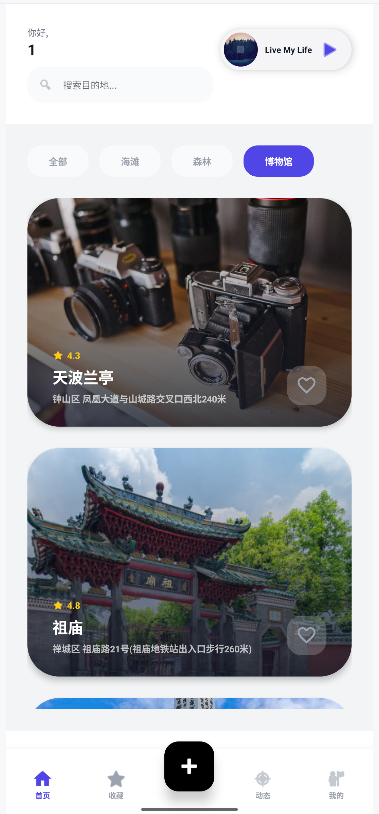 你好,
1
Live My Life
搜索目的地...
全部
海滩
森林
博物馆
4.3
天波兰亭
钟山区 凤凰大道与山城路交叉口西北240米
祖庙
4.8
祖庙
禅城区 祖庙路21号(祖庙地铁站出入口步行260米)
首页
收藏
+
动态
我的